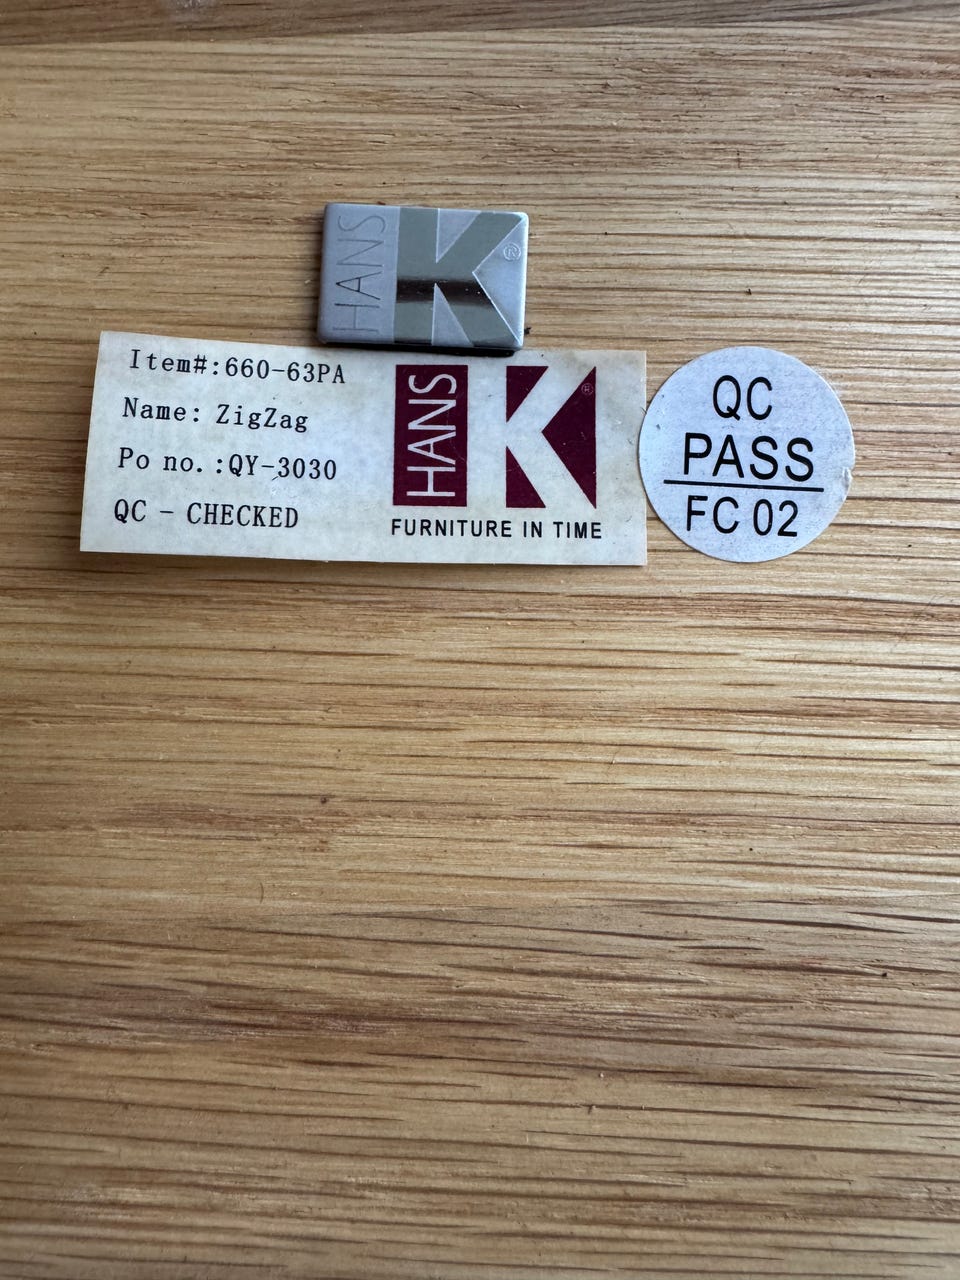 HANS K ®
Item#:660-63PA
Name: ZigZag
Po no.:QY-3030
QC - CHECKED
HANS K ®
FURNITURE IN TIME
QC
PASS
FC 02